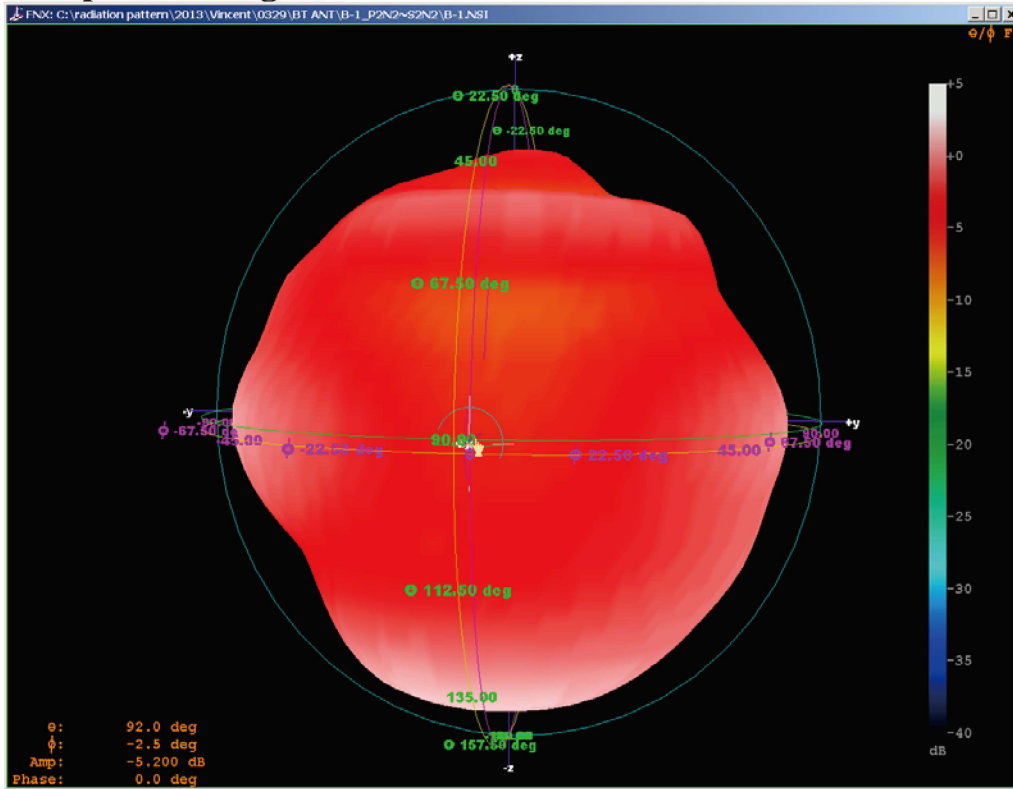 FNX: C:\radiation pattern\2013\Vincent\0329\BT ANT\B-1_P2N2~S2N2\B-1.NSI
Θ/ϕ F
+z
Θ 22.50 deg
Θ -22.50 deg
45.00
+5
+0
-5
-10
-15
-20
-25
-30
-35
-40
dB
Θ 67.50 deg
-y
+y
ϕ -67.50 deg
-45.00
ϕ -22.50 deg
90.00
0
ϕ 22.50 deg
45.00
90.00
ϕ 67.50 deg
Θ 112.50 deg
135.00
Θ 157.50 deg
-z
Θ: 92.0 deg
ϕ: -2.5 deg
Amp: -5.200 dB
Phase: 0.0 deg